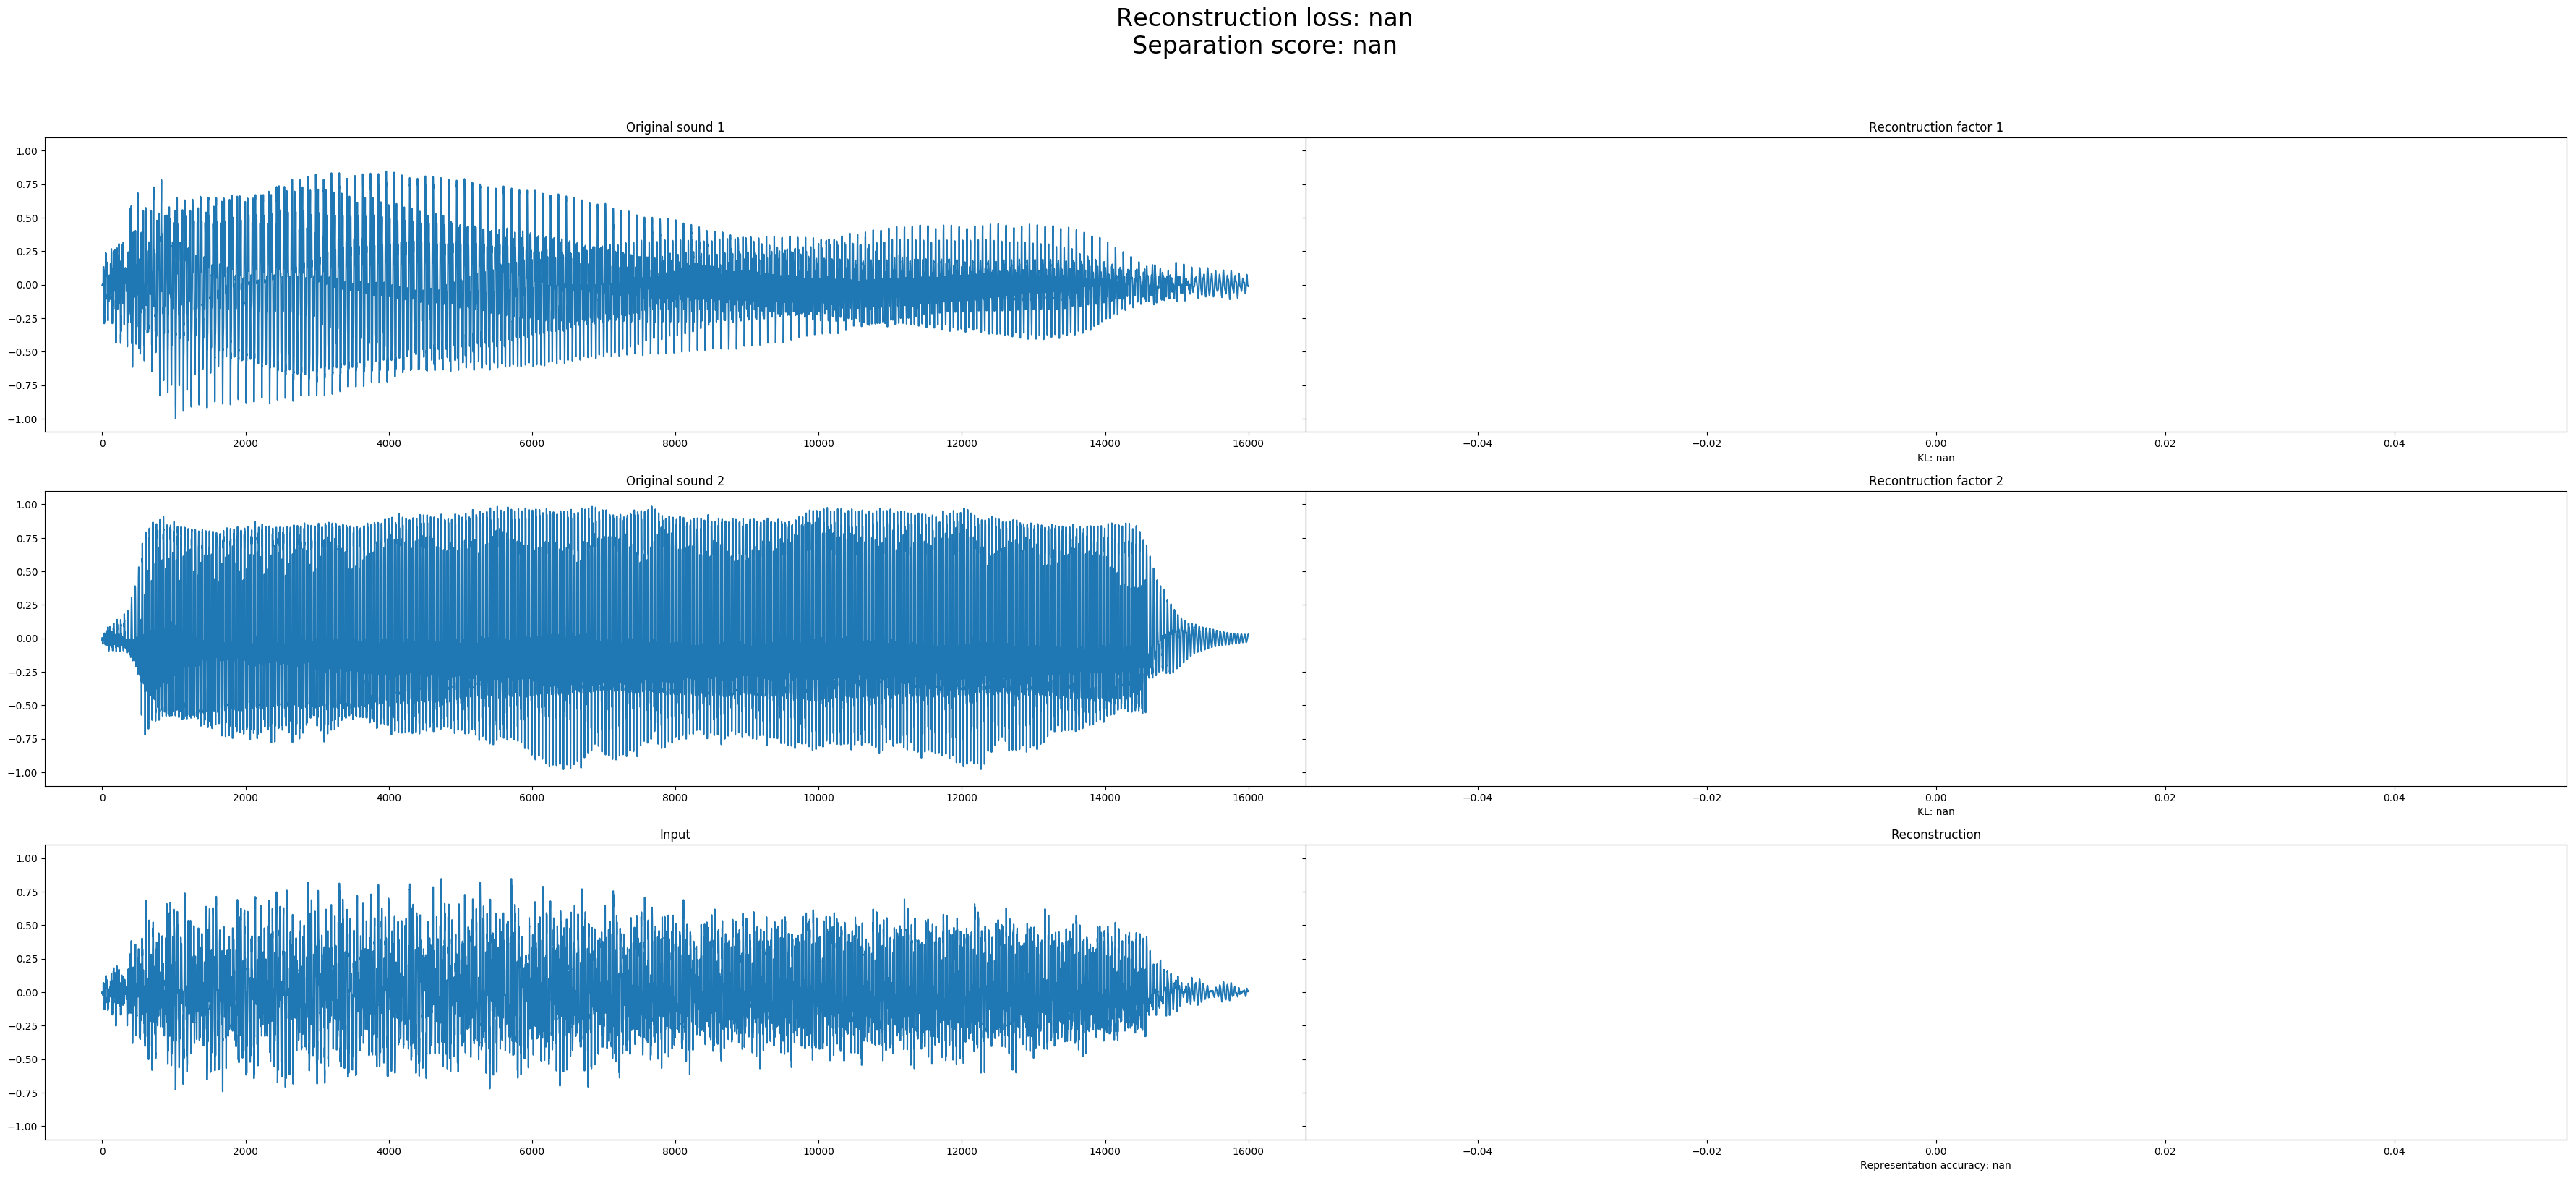 Reconstruction loss: nan
Separation score: nan
Original sound 1
Recontruction factor 1
1.00
0.75
0.50
0.25
0.00
−0.25
−0.50
−0.75
−1.00
0 2000 4000 6000 8000 10000 12000 14000 16000
−0.04 −0.02 0.00 0.02 0.04
KL: nan
Original sound 2
Recontruction factor 2
1.00
0.75
0.50
0.25
0.00
−0.25
−0.50
−0.75
−1.00
0 2000 4000 6000 8000 10000 12000 14000 16000
−0.04 −0.02 0.00 0.02 0.04
KL: nan
Input
Reconstruction
1.00
0.75
0.50
0.25
0.00
−0.25
−0.50
−0.75
−1.00
0 2000 4000 6000 8000 10000 12000 14000 16000
−0.04 −0.02 0.00 0.02 0.04
Representation accuracy: nan